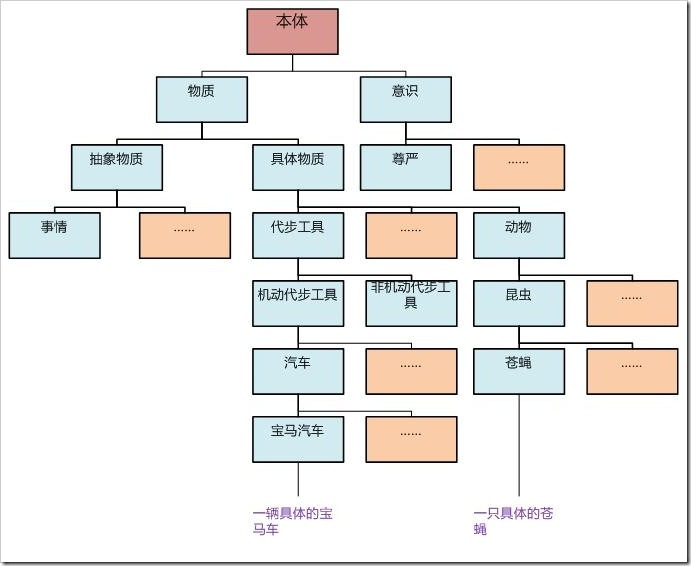 本体
物质
意识
抽象物质
具体物质
尊严
......
事情
......
代步工具
......
动物
机动代步工具
非机动代步工
具
昆虫
......
汽车
......
苍蝇
......
宝马汽车
......
一辆具体的宝
马车
一只具体的苍
蝇